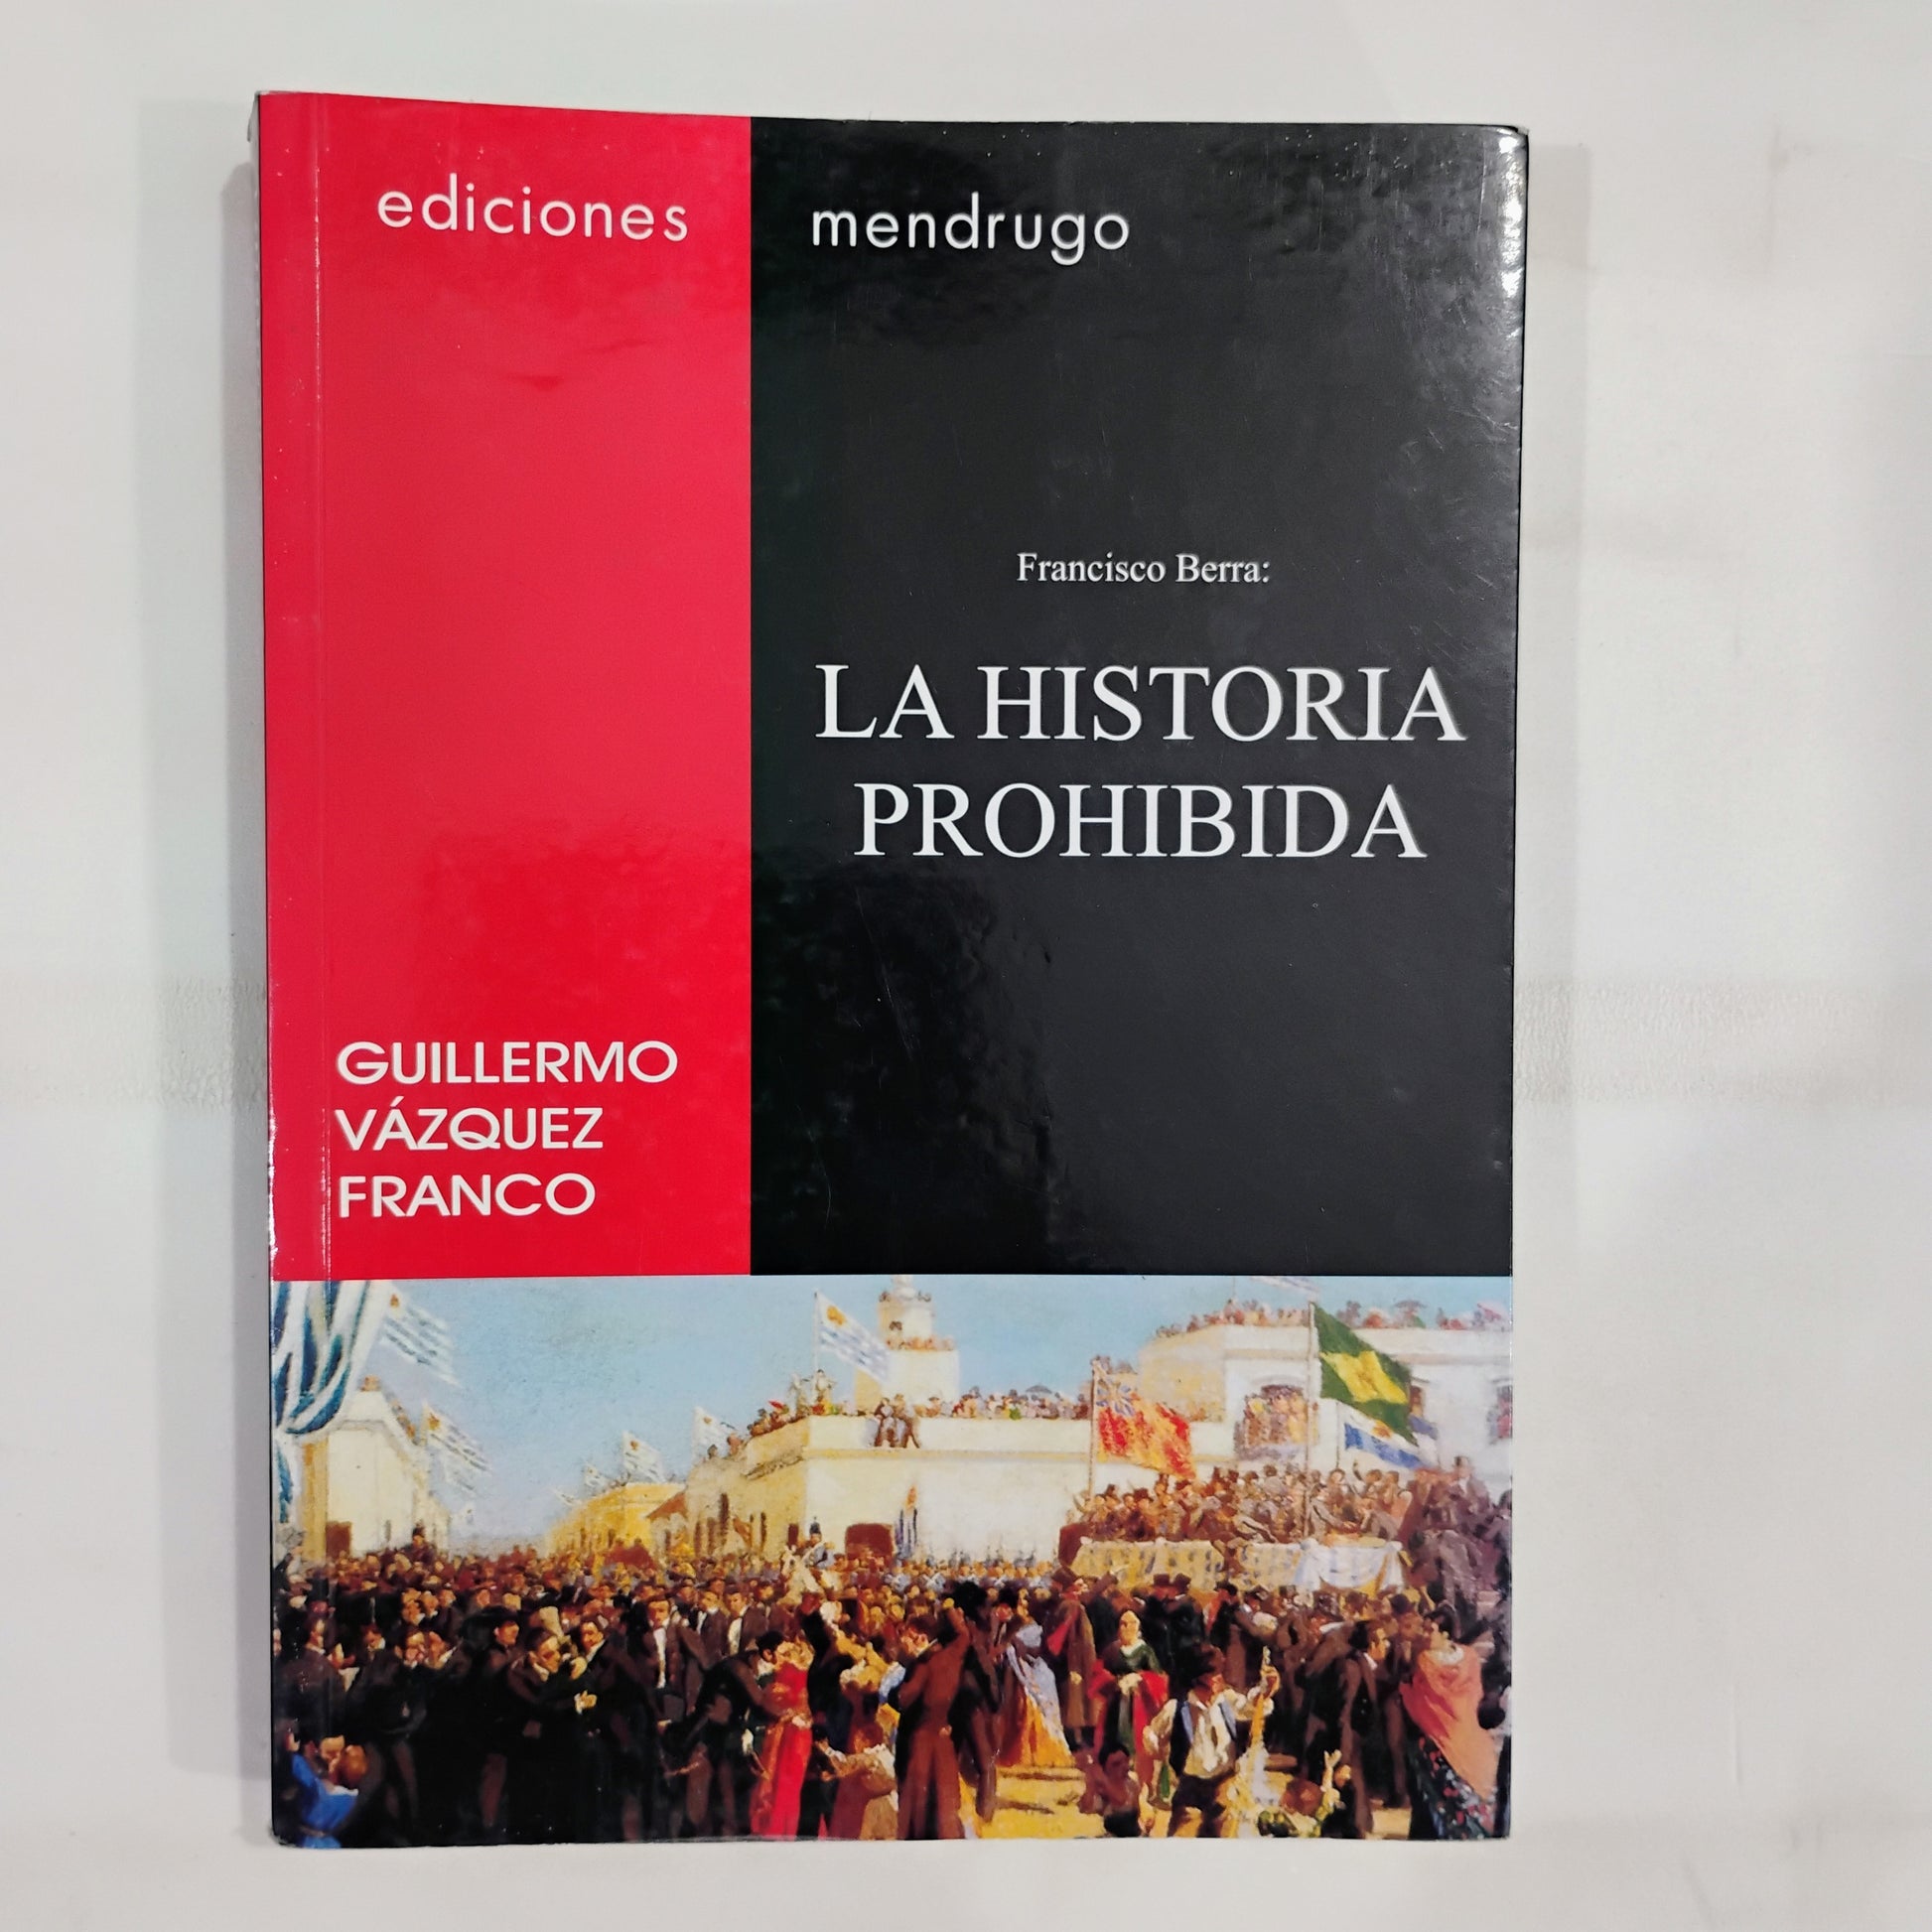 ediciones mendrugo
Francisco Berra:
LA HISTORIA
PROHIBIDA
GUILLERMO
VÁZQUEZ
FRANCO